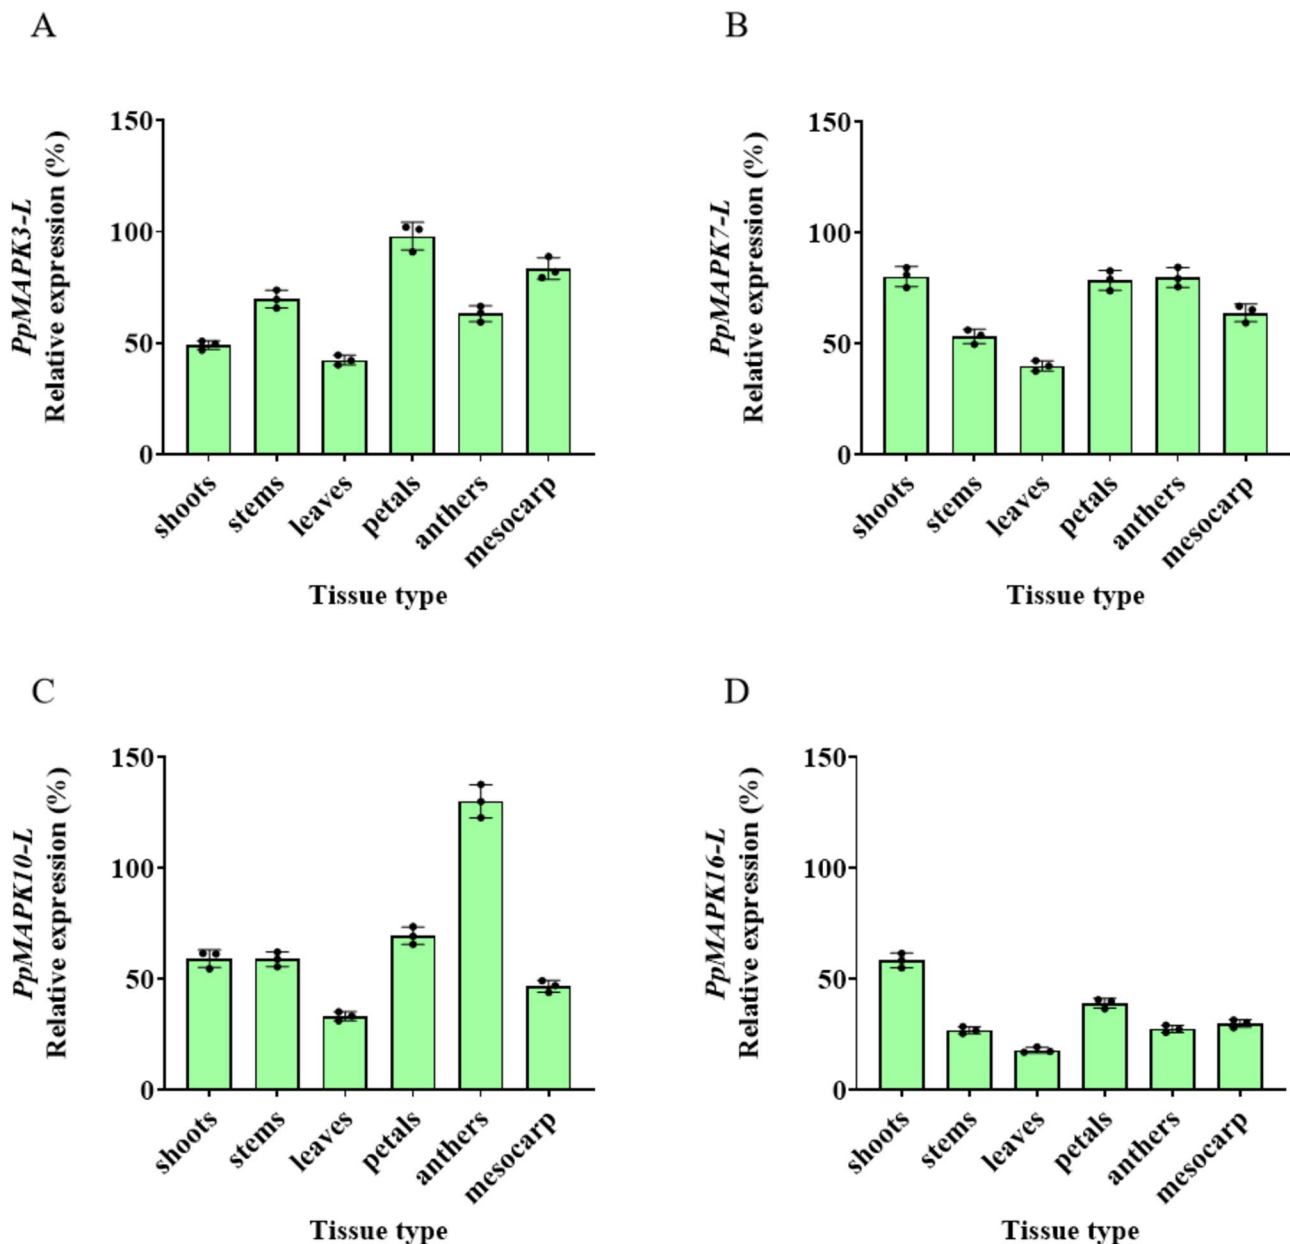 A
PpMAPK3-L
Relative expression (%)
150
100
50
0
shoots
stems
leaves
petals
anthers
mesocarp
Tissue type
B
PpMAPK7-L
Relative expression (%)
150
100
50
0
shoots
stems
leaves
petals
anthers
mesocarp
Tissue type
C
PpMAPK10-L
Relative expression (%)
150
100
50
0
shoots
stems
leaves
petals
anthers
mesocarp
Tissue type
D
PpMAPK16-L
Relative expression (%)
150
100
50
0
shoots
stems
leaves
petals
anthers
mesocarp
Tissue type